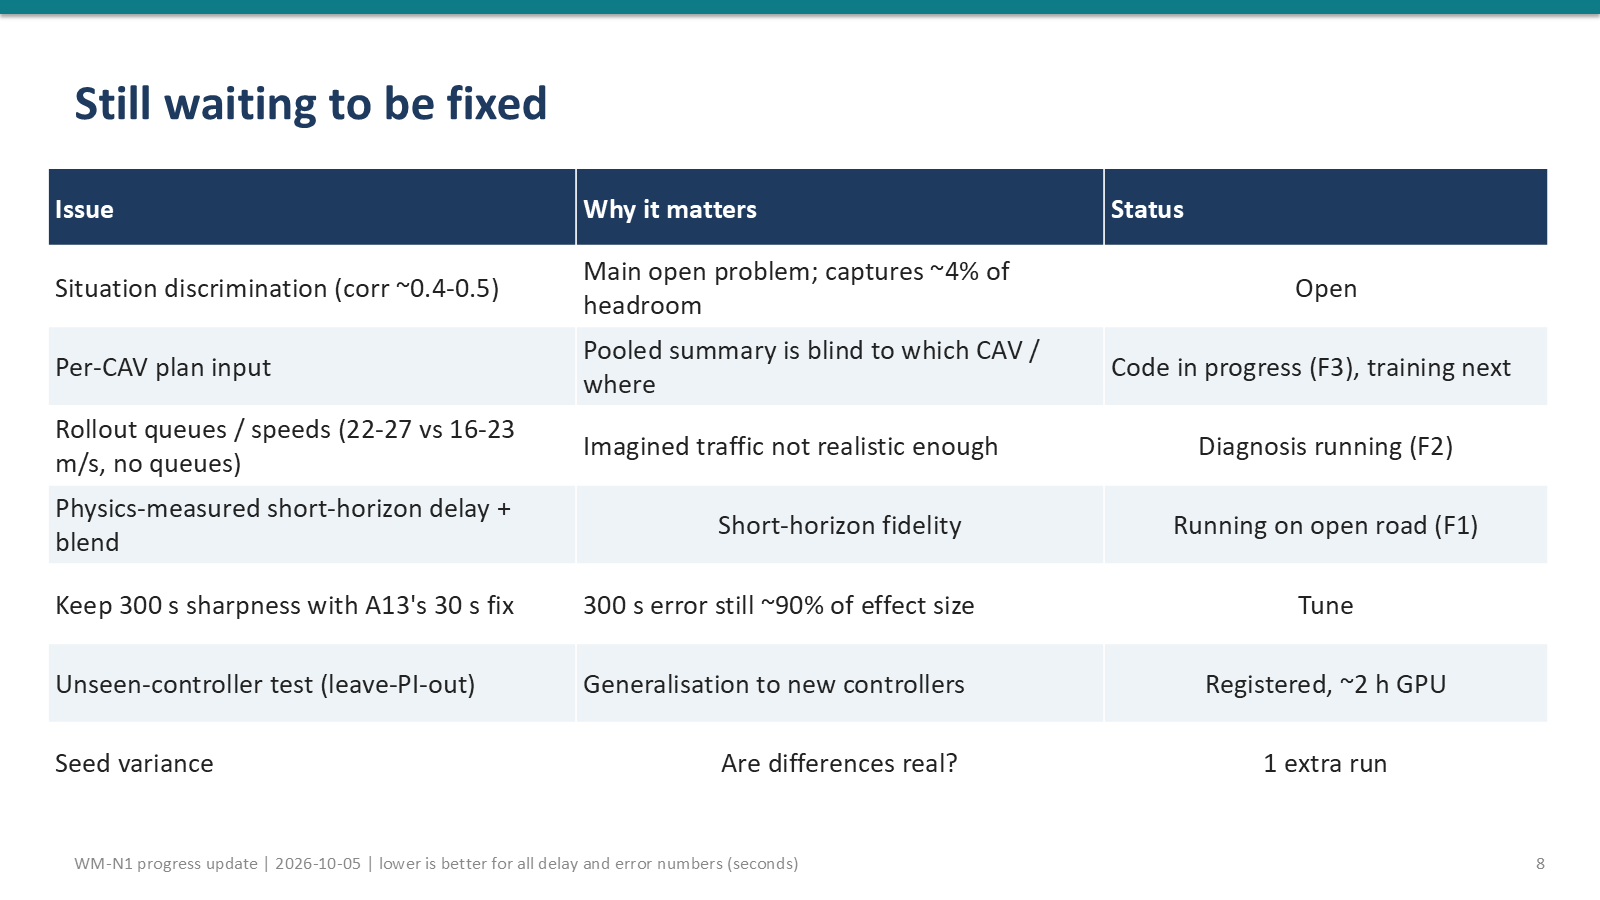 Still waiting to be fixed
Issue
Why it matters
Status
Situation discrimination (corr ~0.4-0.5)
Main open problem; captures ~4% of
headroom
Open
Per-CAV plan input
Pooled summary is blind to which CAV /
where
Code in progress (F3), training next
Rollout queues / speeds (22-27 vs 16-23
m/s, no queues)
Imagined traffic not realistic enough
Diagnosis running (F2)
Physics-measured short-horizon delay +
blend
Short-horizon fidelity
Running on open road (F1)
Keep 300 s sharpness with A13's 30 s fix
300 s error still ~90% of effect size
Tune
Unseen-controller test (leave-PI-out)
Generalisation to new controllers
Registered, ~2 h GPU
Seed variance
Are differences real?
1 extra run
WM-N1 progress update | 2026-10-05 | lower is better for all delay and error numbers (seconds)
8